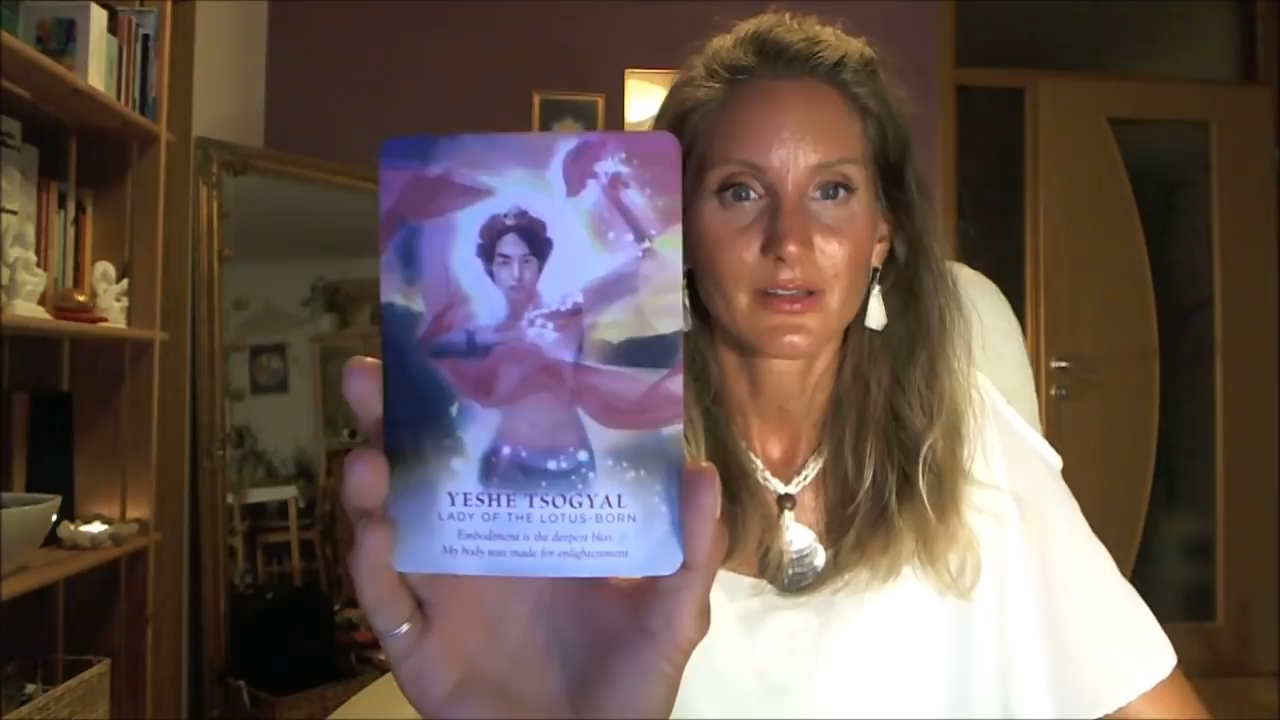 YESHE TSOGYAL
LADY OF THE LOTUS-BORN
Embodiment is the deepest bliss.
My body was made for enlightenment.